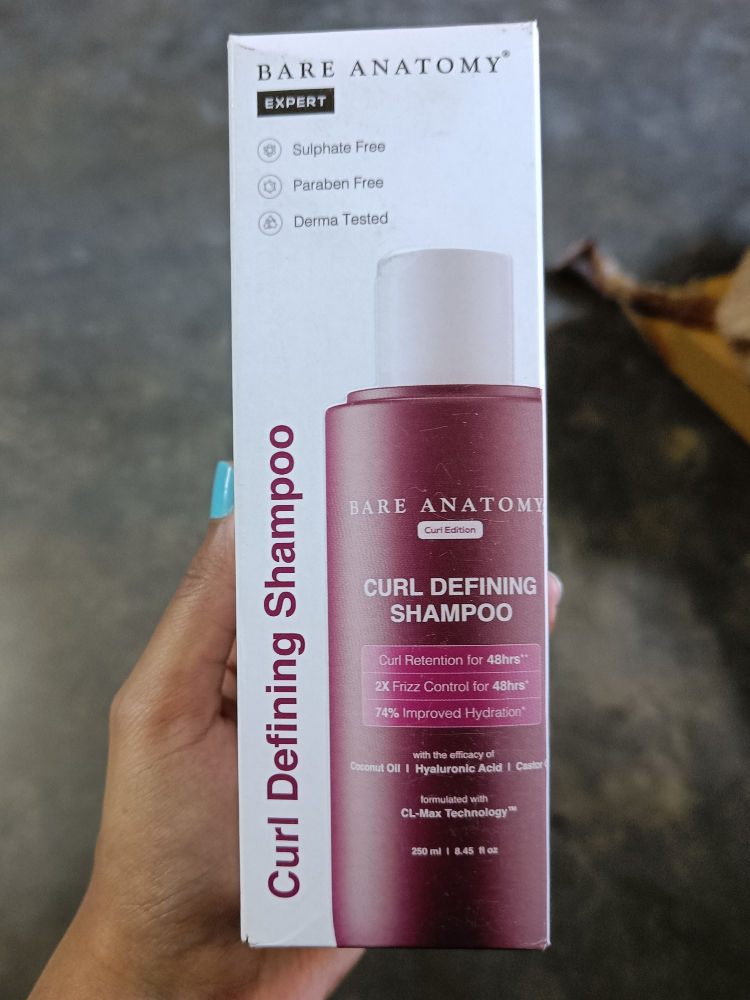 BARE ANATOMY®
EXPERT
Sulphate Free
Paraben Free
Derma Tested
Curl Defining Shampoo
BARE ANATOMY
Curl Edition
CURL DEFINING
SHAMPOO
Curl Retention for 48hrs**
2X Frizz Control for 48hrs*
74% Improved Hydration*
with the efficacy of
Coconut Oil I Hyaluronic Acid I Castor
formulated with
CL-Max Technology™
250 ml I 8.45 fl oz